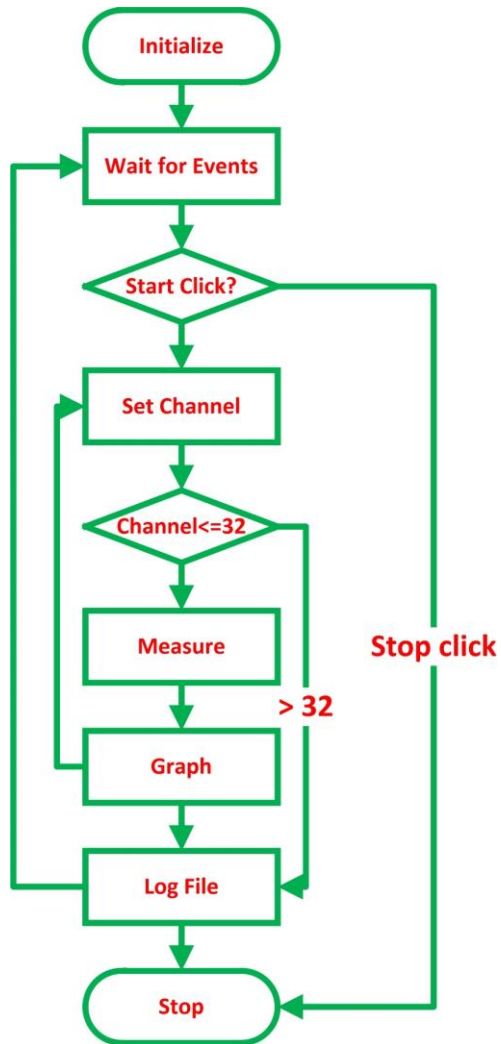 Initialize
Wait for Events
Start Click?
Set Channel
Channel<=32
Measure
Stop click
> 32
Graph
Log File
Stop